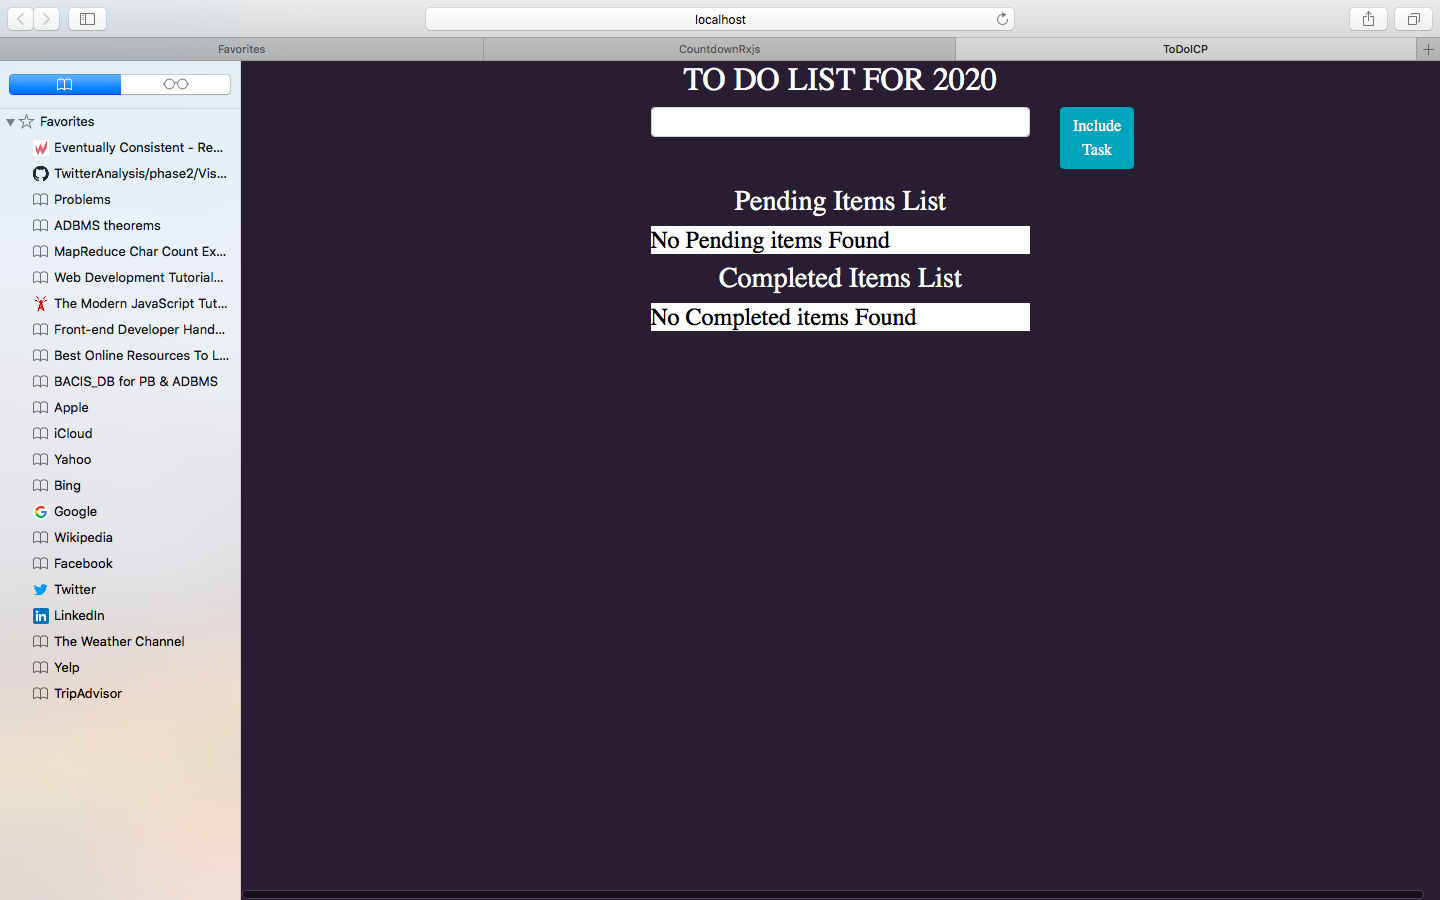 localhost
Favorites
CountdownRxjs
ToDoICP
Favorites
Eventually Consistent - Re...
TwitterAnalysis/phase2/Vis...
Problems
ADBMS theorems
MapReduce Char Count Ex...
Web Development Tutorial...
The Modern JavaScript Tut...
Front-end Developer Hand...
Best Online Resources To L...
BACIS_DB for PB & ADBMS
Apple
iCloud
Yahoo
Bing
Google
Wikipedia
Facebook
Twitter
LinkedIn
The Weather Channel
Yelp
TripAdvisor
TO DO LIST FOR 2020
Include
Task
Pending Items List
No Pending items Found
Completed Items List
No Completed items Found